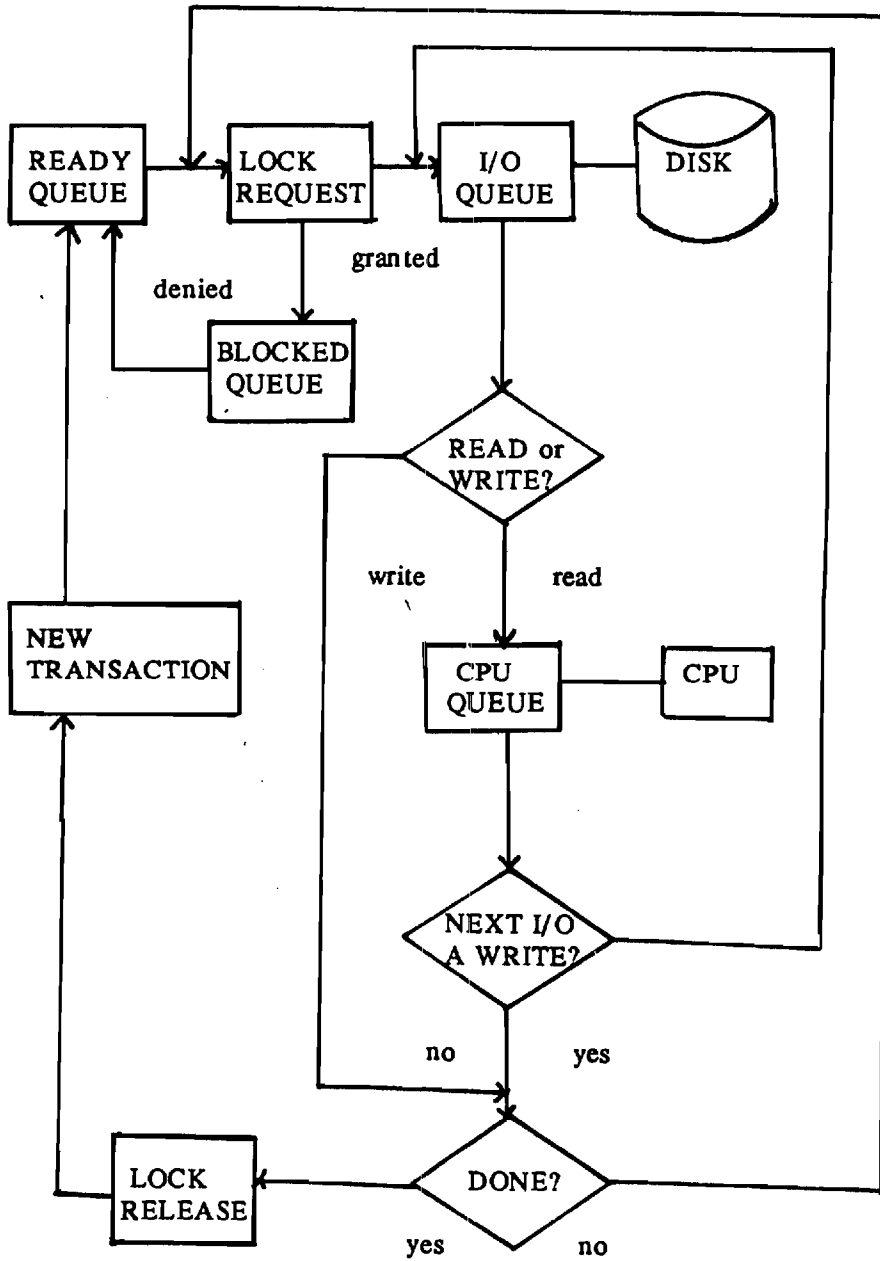 READY
QUEUE
LOCK
REQUEST
I/O
QUEUE
DISK
granted
denied
BLOCKED
QUEUE
READ or
WRITE?
write
read
NEW
TRANSACTION
CPU
QUEUE
CPU
NEXT I/O
A WRITE?
no
yes
LOCK
RELEASE
DONE?
yes
no